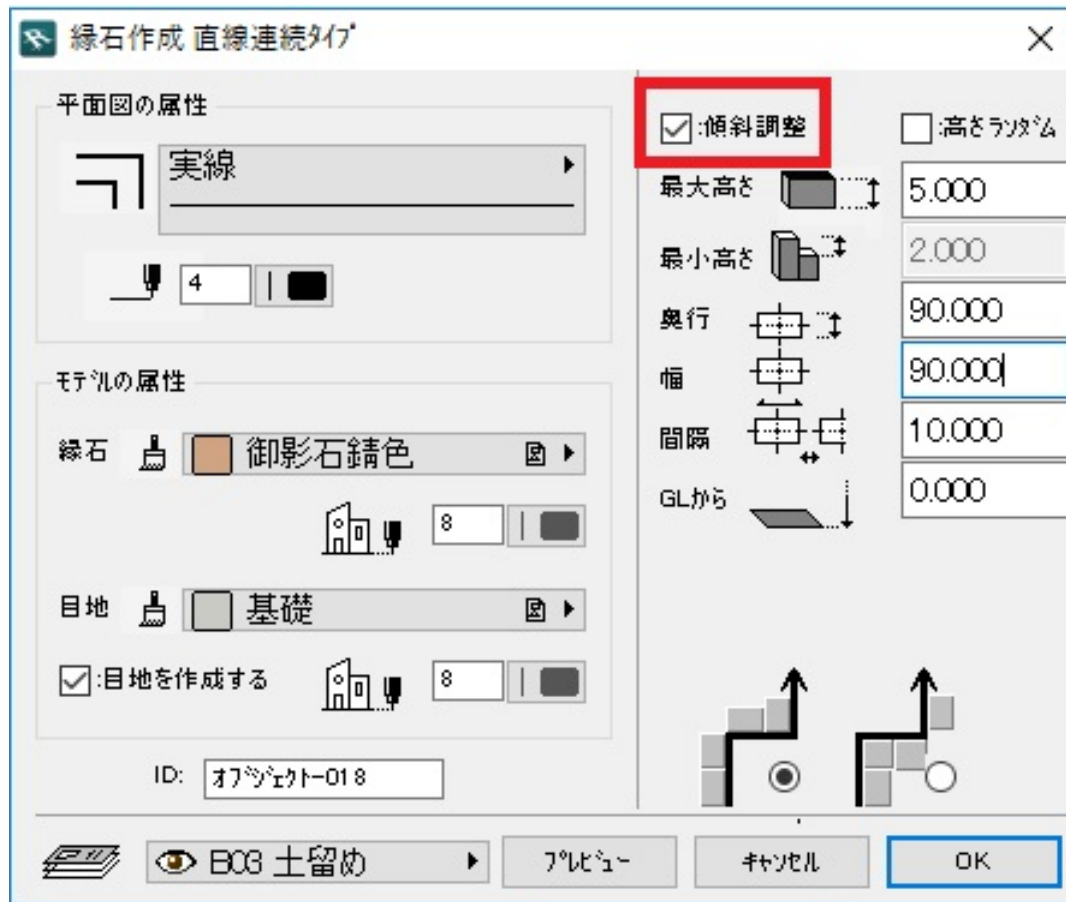 縁石作成 直線連続ﾀｲﾌﾟ
平面図の属性
実線
4
ﾓﾃﾞﾙの属性
縁石
御影石錆色
8
目地
基礎
:目地を作成する
8
ID:
ｵﾌﾞｼﾞｪｸﾄ-018
:傾斜調整
:高さﾗﾝﾀﾞﾑ
最大高さ
5.000
最小高さ
2.000
奥行
90.000
幅
90.000
間隔
10.000
GLから
0.000
B03 土留め
ﾌﾟﾚﾋﾞｭｰ
ｷｬﾝｾﾙ
OK